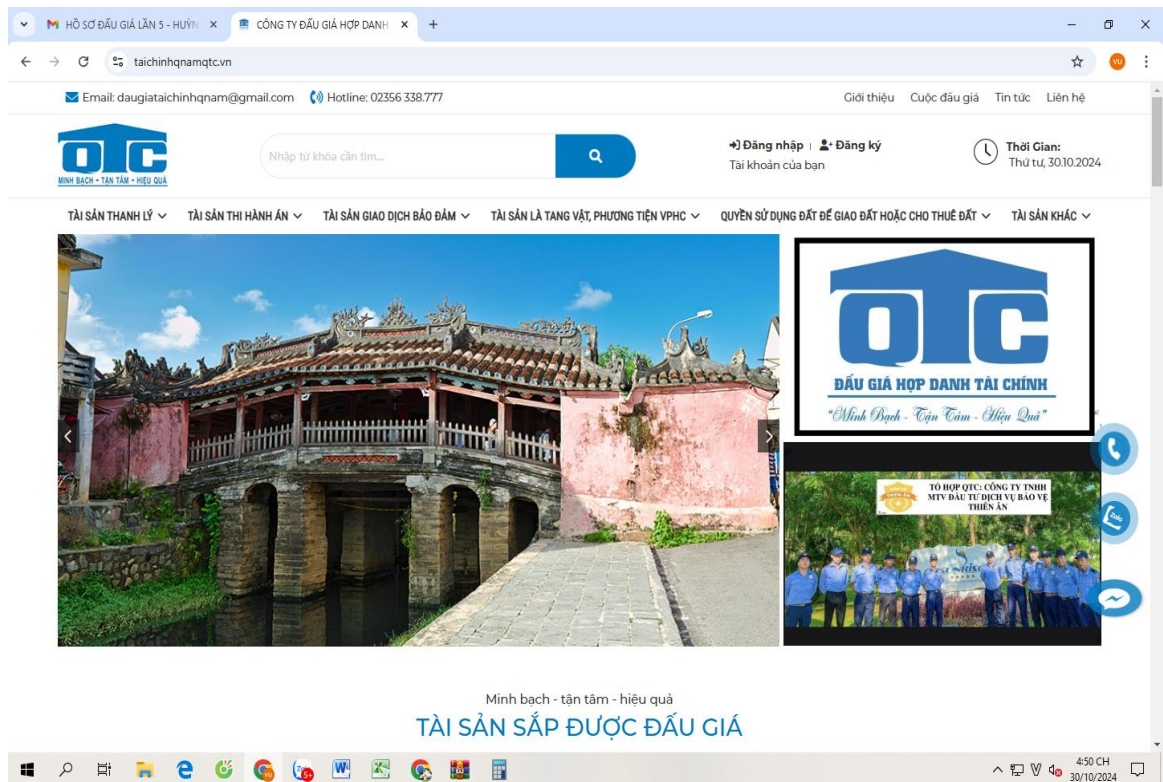 HỒ SƠ ĐẤU GIÁ LẦN 5 - HUỲN
CÔNG TY ĐẤU GIÁ HỢP DANH
taichinhqnamqtc.vn
VU
Email: daugiataichinhqnam@gmail.com
Hotline: 02356 338.777
Giới thiệu
Cuộc đấu giá
Tin tức
Liên hệ
QTC
MINH BẠCH - TẬN TÂM - HIỆU QUẢ
Nhập từ khóa cần tìm...
Đăng nhập | Đăng ký
Tài khoản của bạn
Thời Gian:
Thứ tư, 30.10.2024
TÀI SẢN THANH LÝ
TÀI SẢN THI HÀNH ÁN
TÀI SẢN GIAO DỊCH BẢO ĐẢM
TÀI SẢN LÀ TANG VẬT, PHƯƠNG TIỆN VPHC
QUYỀN SỬ DỤNG ĐẤT ĐỂ GIAO ĐẤT HOẶC CHO THUÊ ĐẤT
TÀI SẢN KHÁC
QTC
ĐẤU GIÁ HỢP DANH TÀI CHÍNH
"Minh Bạch - Tận Tâm - Hiệu Quả"
TỔ HỢP QTC: CÔNG TY TNHH
MTV ĐẦU TƯ DỊCH VỤ BẢO VỆ
THIÊN ÂN
Zalo
Minh bạch - tận tâm - hiệu quả
TÀI SẢN SẮP ĐƯỢC ĐẤU GIÁ
4:50 CH
30/10/2024